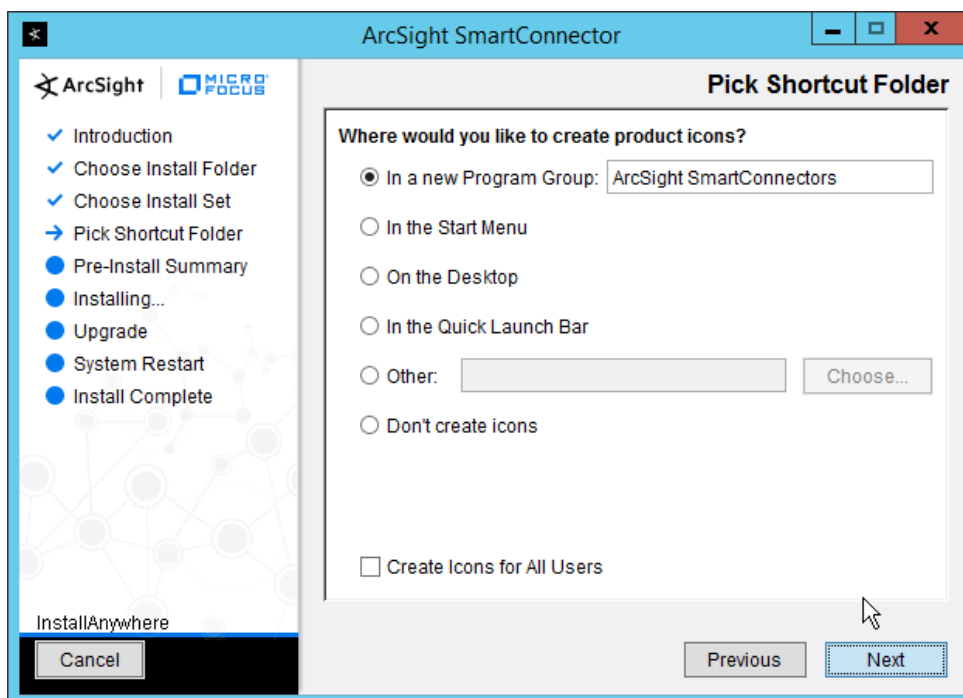 ArcSight SmartConnector
ArcSight
MICRO
FOCUS
Pick Shortcut Folder
Introduction
Choose Install Folder
Choose Install Set
Pick Shortcut Folder
Pre-Install Summary
Installing...
Upgrade
System Restart
Install Complete
Where would you like to create product icons?
In a new Program Group: ArcSight SmartConnectors
In the Start Menu
On the Desktop
In the Quick Launch Bar
Other: Choose...
Don't create icons
Create Icons for All Users
InstallAnywhere
Cancel
Previous
Next